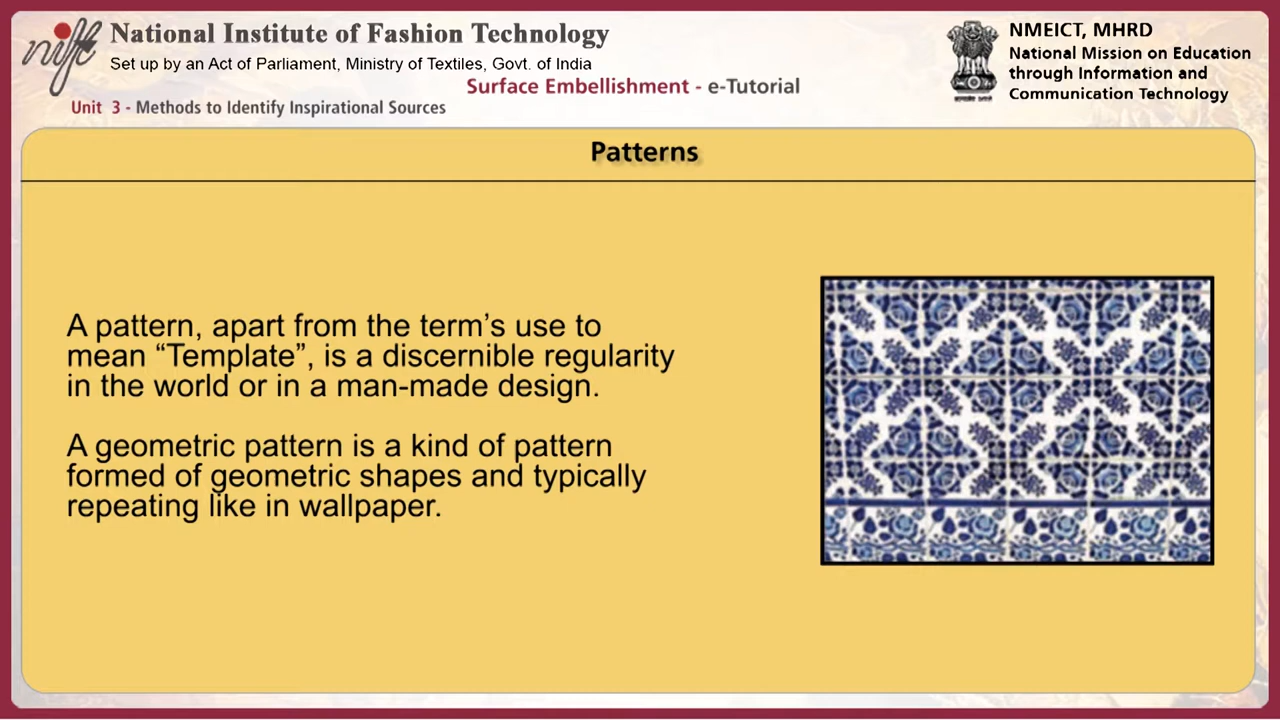 nift
National Institute of Fashion Technology
Set up by an Act of Parliament, Ministry of Textiles, Govt. of India
Surface Embellishment - e-Tutorial
Unit 3 - Methods to Identify Inspirational Sources
NMEICT, MHRD
National Mission on Education
through Information and
Communication Technology
Patterns
A pattern, apart from the term’s use to
mean “Template”, is a discernible regularity
in the world or in a man-made design.
A geometric pattern is a kind of pattern
formed of geometric shapes and typically
repeating like in wallpaper.